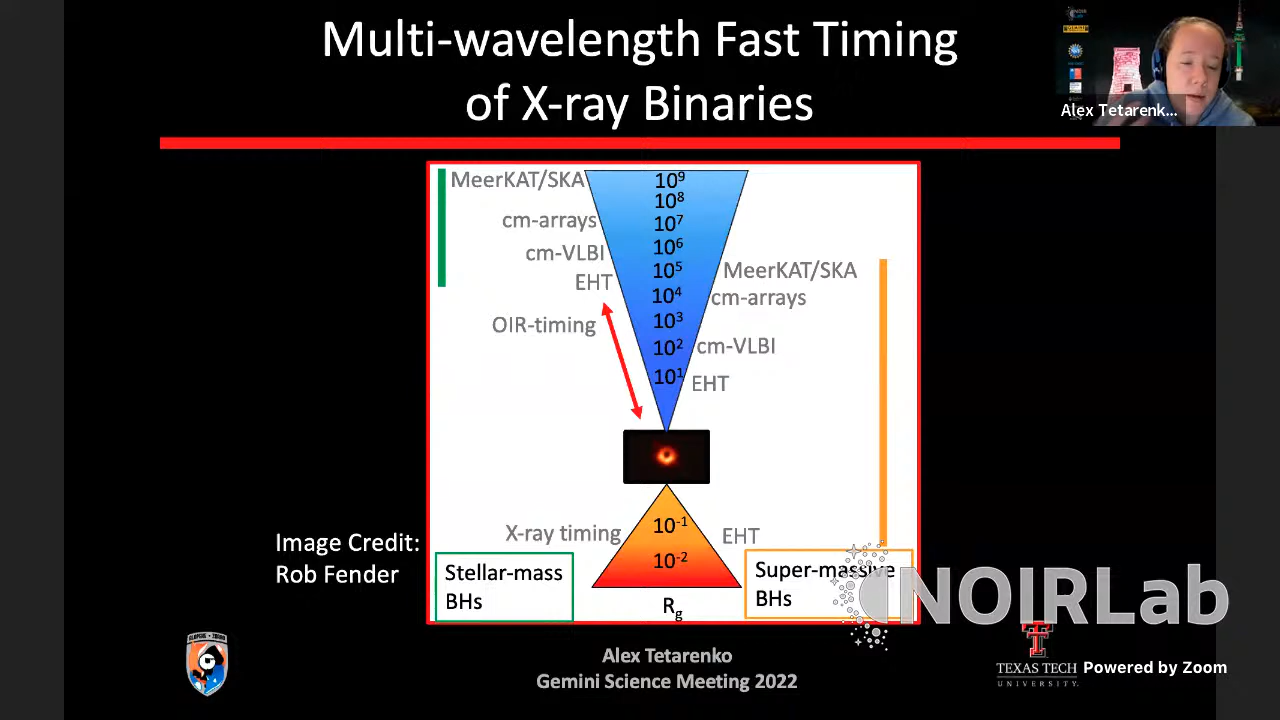 Multi-wavelength Fast Timing
of X-ray Binaries
Alex Tetarenk...
MeerKAT/SKA
cm-arrays
cm-VLBI
EHT
OIR-timing
10⁹
10⁸
10⁷
10⁶
10⁵
10⁴
10³
10²
10¹
MeerKAT/SKA
cm-arrays
cm-VLBI
EHT
X-ray timing
10⁻¹
10⁻²
EHT
Image Credit:
Rob Fender
Stellar-mass
BHs
Rg
Super-massive
BHs
NOIRLab
Alex Tetarenko
Gemini Science Meeting 2022
TEXAS TECH
UNIVERSITY.
Powered by Zoom